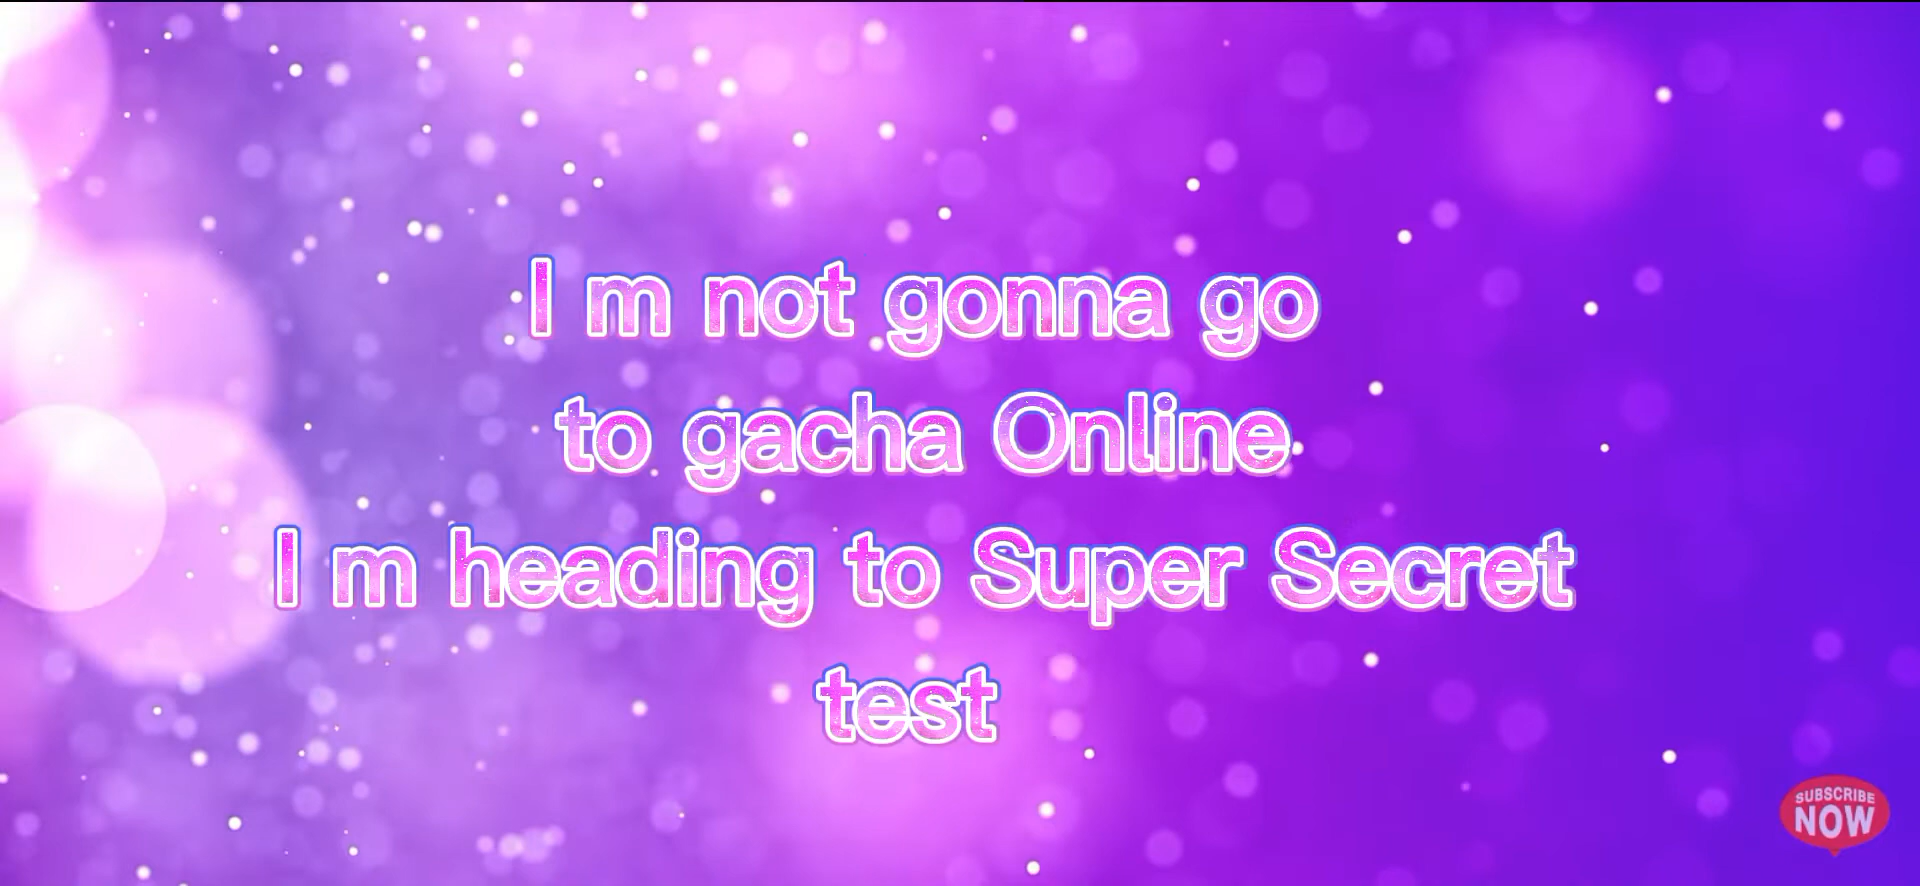 I m not gonna go
to gacha Online
I m heading to Super Secret
test
SUBSCRIBE
NOW